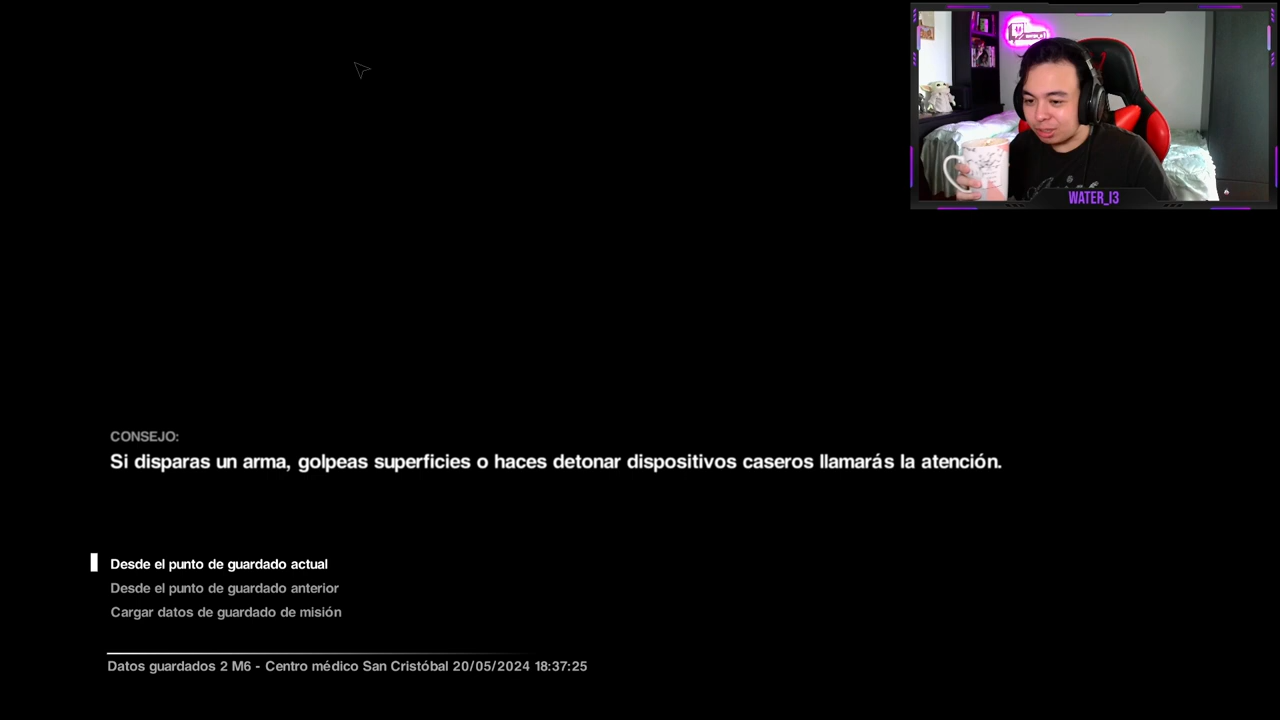 WATER_I3
CONSEJO:
Si disparas un arma, golpeas superficies o haces detonar dispositivos caseros llamarás la atención.
Desde el punto de guardado actual
Desde el punto de guardado anterior
Cargar datos de guardado de misión
Datos guardados 2 M6 - Centro médico San Cristóbal 20/05/2024 18:37:25